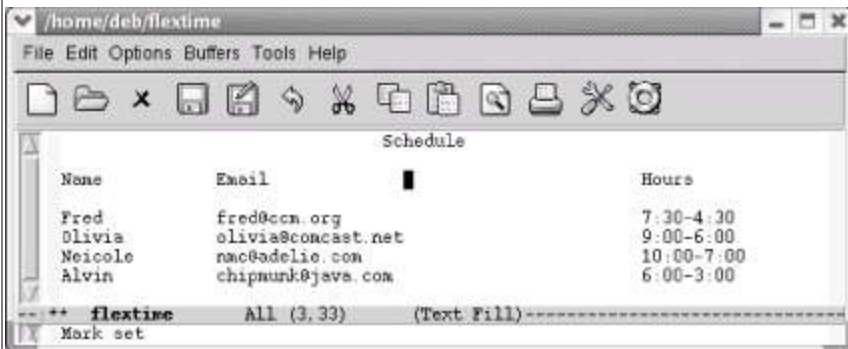 /home/deb/flextime
File Edit Options Buffers Tools Help
Schedule
Name Email Hours
Fred fred@ccm.org 7:30-4:30
Olivia olivia@comcast.net 9:00-6:00
Neicole nmc@adelie.com 10:00-7:00
Alvin chipmunk@java.com 6:00-3:00
--:** flextime All (3,33) (Text Fill)------------------------------
Mark set